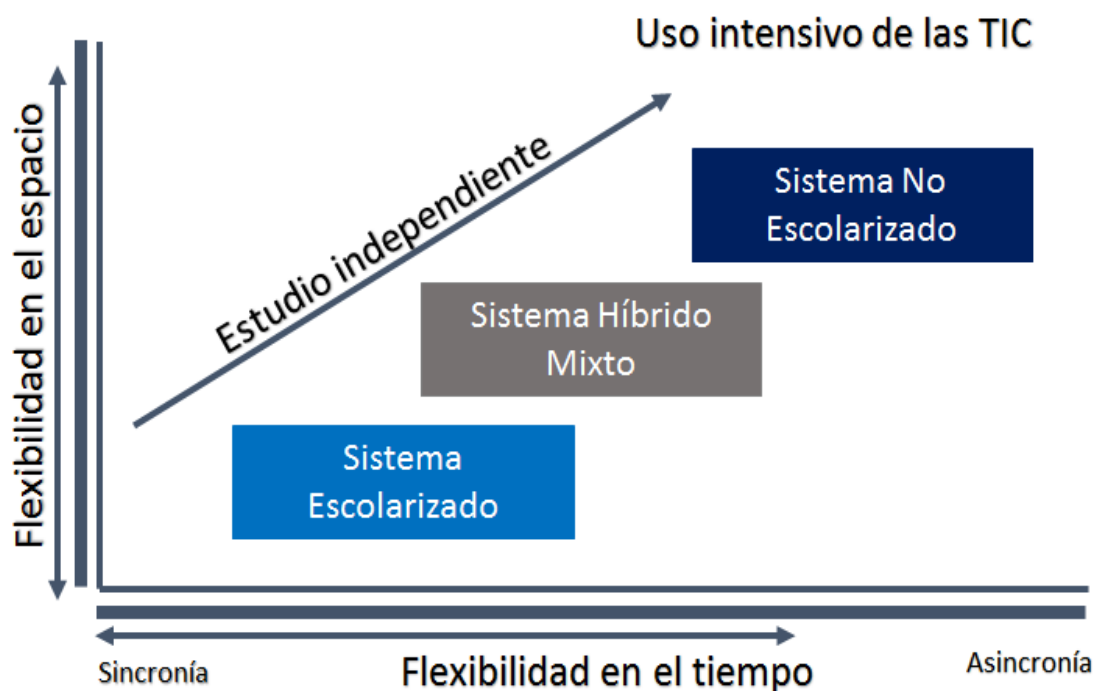 Uso intensivo de las TIC
Flexibilidad en el espacio
Estudio independiente
Sistema No
Escolarizado
Sistema Híbrido
Mixto
Sistema
Escolarizado
Sincronía
Flexibilidad en el tiempo
Asincronía